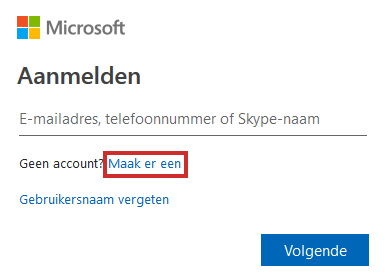 Microsoft
Aanmelden
E-mailadres, telefoonnummer of Skype-naam
Geen account? Maak er een
Gebruikersnaam vergeten
Volgende